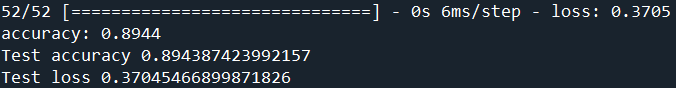 52/52 [==============================] - 0s 6ms/step - loss: 0.3705
accuracy: 0.8944
Test accuracy 0.894387423992157
Test loss 0.37045466899871826